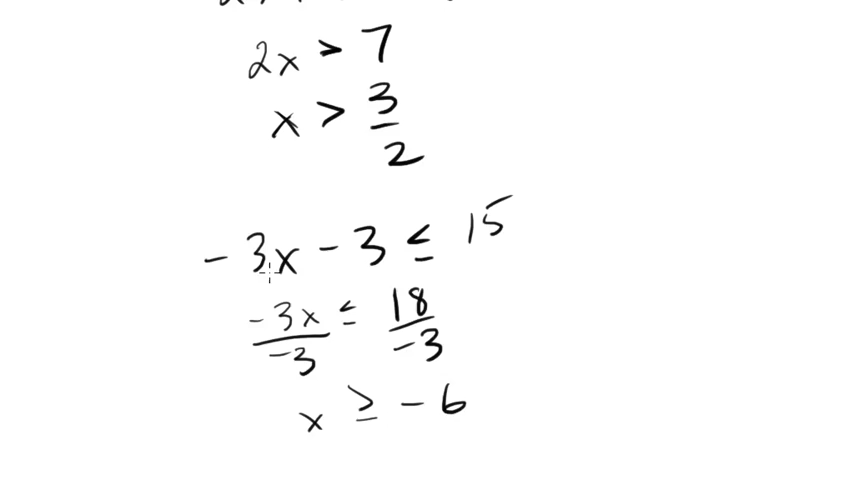 2x > 7
x > 3/2
- 3x - 3 ≤ 15
-3x/-3 ≤ 18/-3
x ≥ - 6